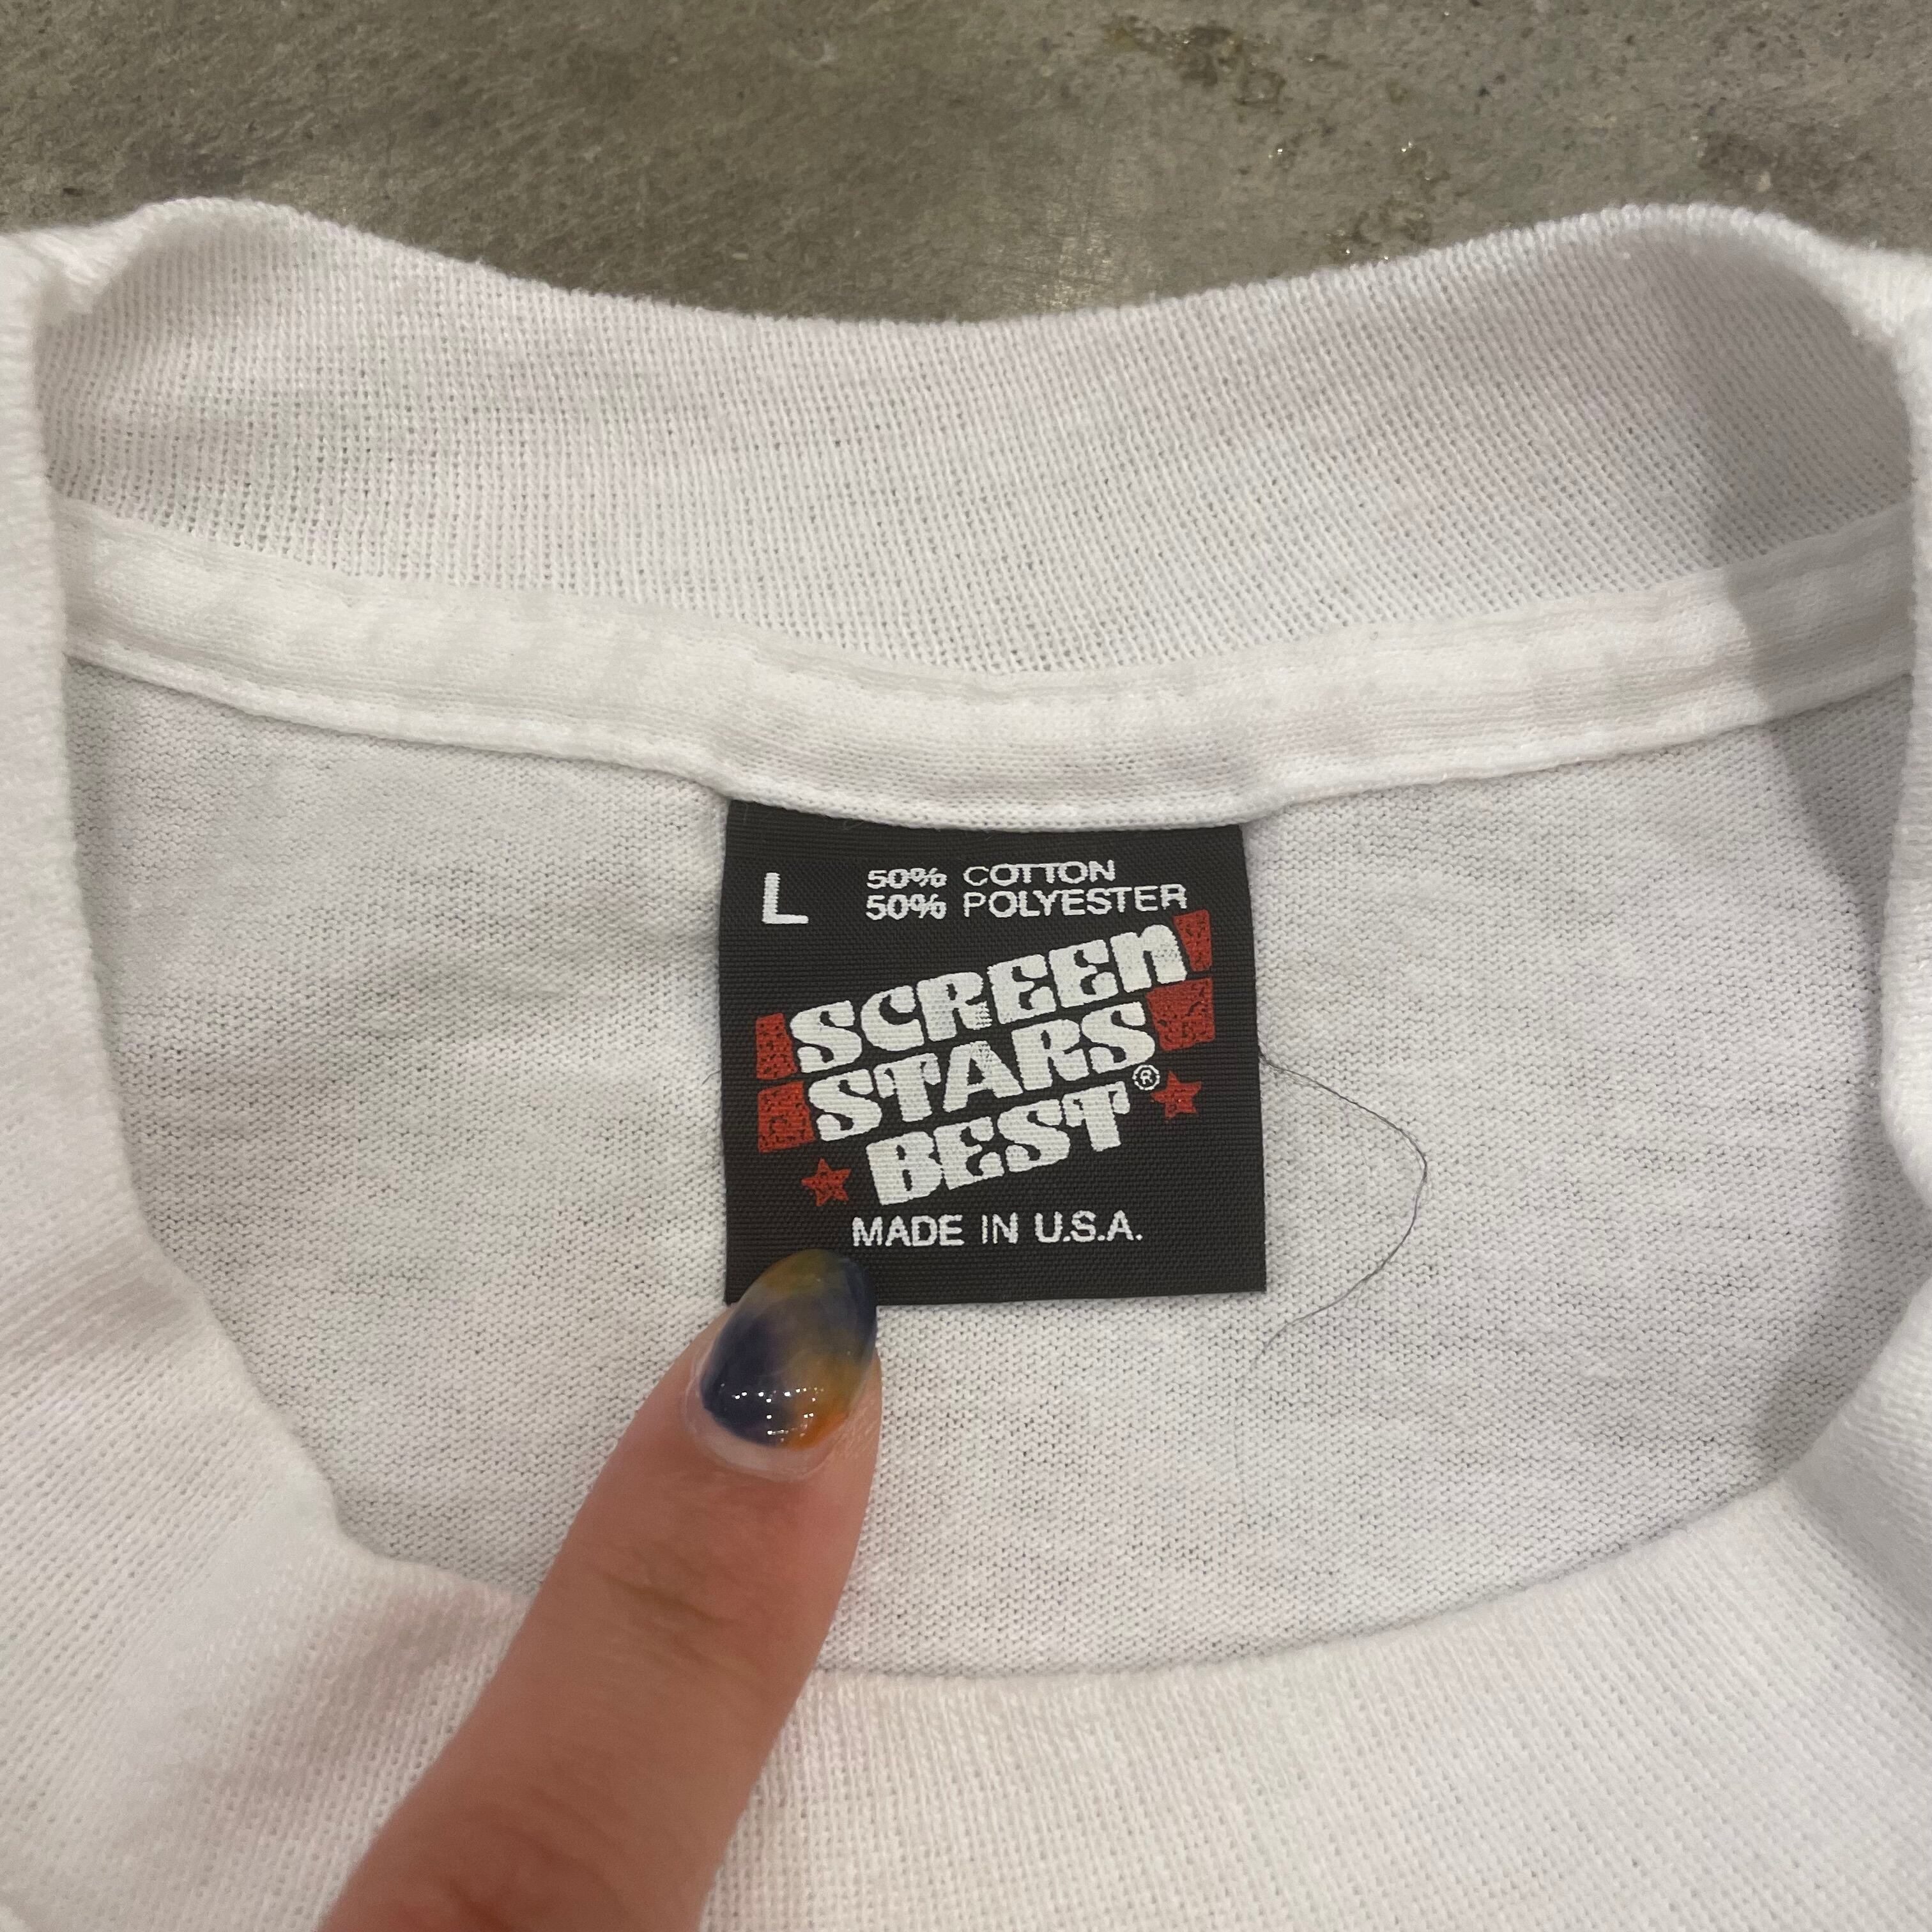 L
50% COTTON
50% POLYESTER
SCREEn
STARS
BEST®
MADE IN U.S.A.